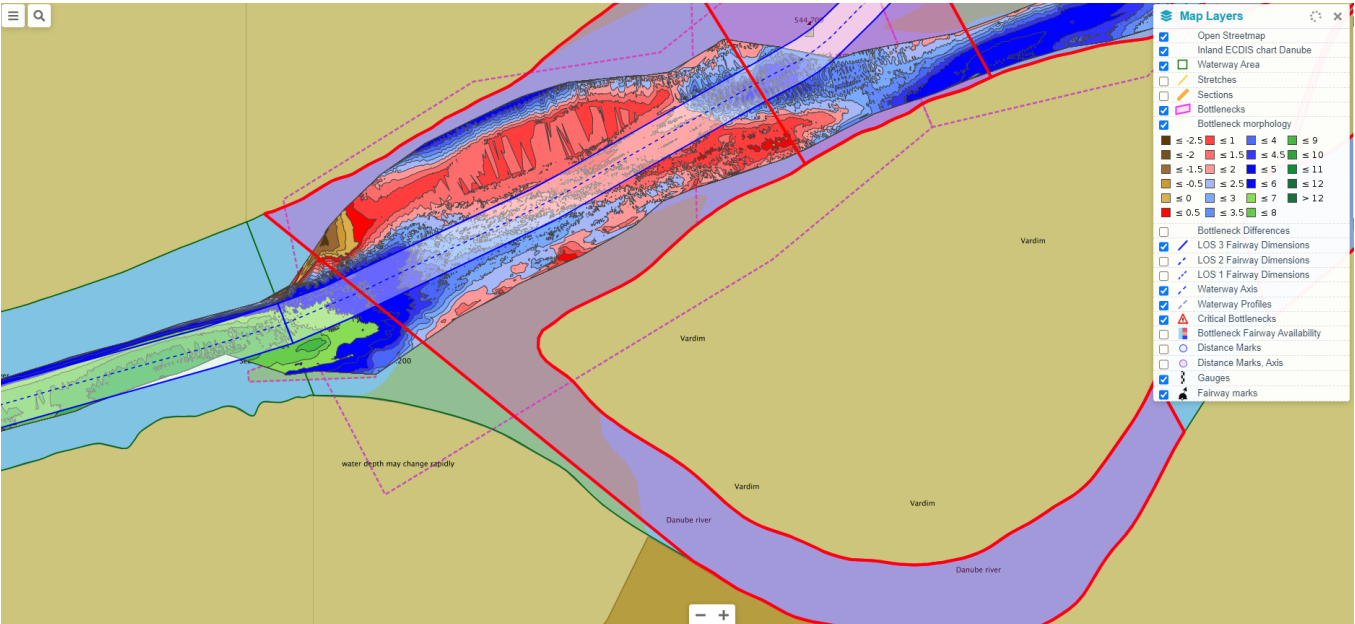 544.700
Map Layers
Open Streetmap
Inland ECDIS chart Danube
Waterway Area
Stretches
Sections
Bottlenecks
Bottleneck morphology
≤ -2.5 ≤ 1 ≤ 4 ≤ 9
≤ -2 ≤ 1.5 ≤ 4.5 ≤ 10
≤ -1.5 ≤ 2 ≤ 5 ≤ 11
≤ -0.5 ≤ 2.5 ≤ 6 ≤ 12
≤ 0 ≤ 3 ≤ 7 > 12
≤ 0.5 ≤ 3.5 ≤ 8
Bottleneck Differences
LOS 3 Fairway Dimensions
LOS 2 Fairway Dimensions
LOS 1 Fairway Dimensions
Waterway Axis
Waterway Profiles
Critical Bottlenecks
Bottleneck Fairway Availability
Distance Marks
Distance Marks, Axis
Gauges
Fairway marks
Vardim
Vardim
.200
water depth may change rapidly
Vardim
Vardim
Danube river
Danube river